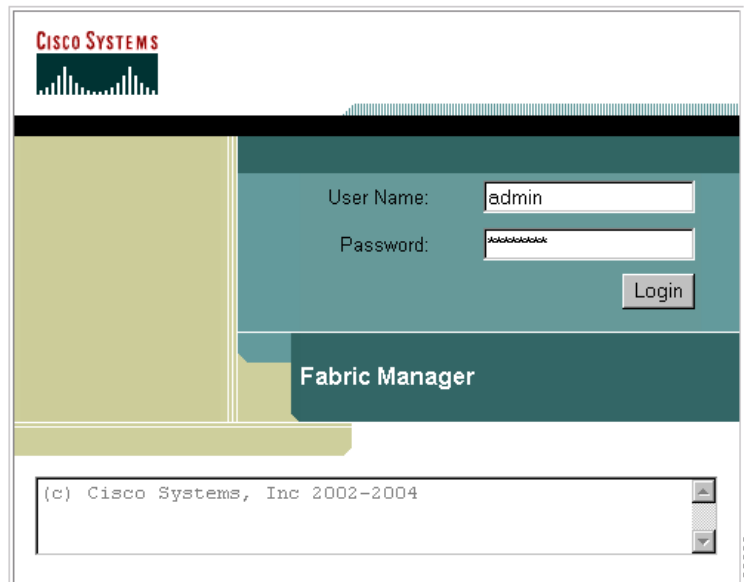 CISCO SYSTEMS
User Name: admin
Password: ********
Login
Fabric Manager
(c) Cisco Systems, Inc 2002-2004